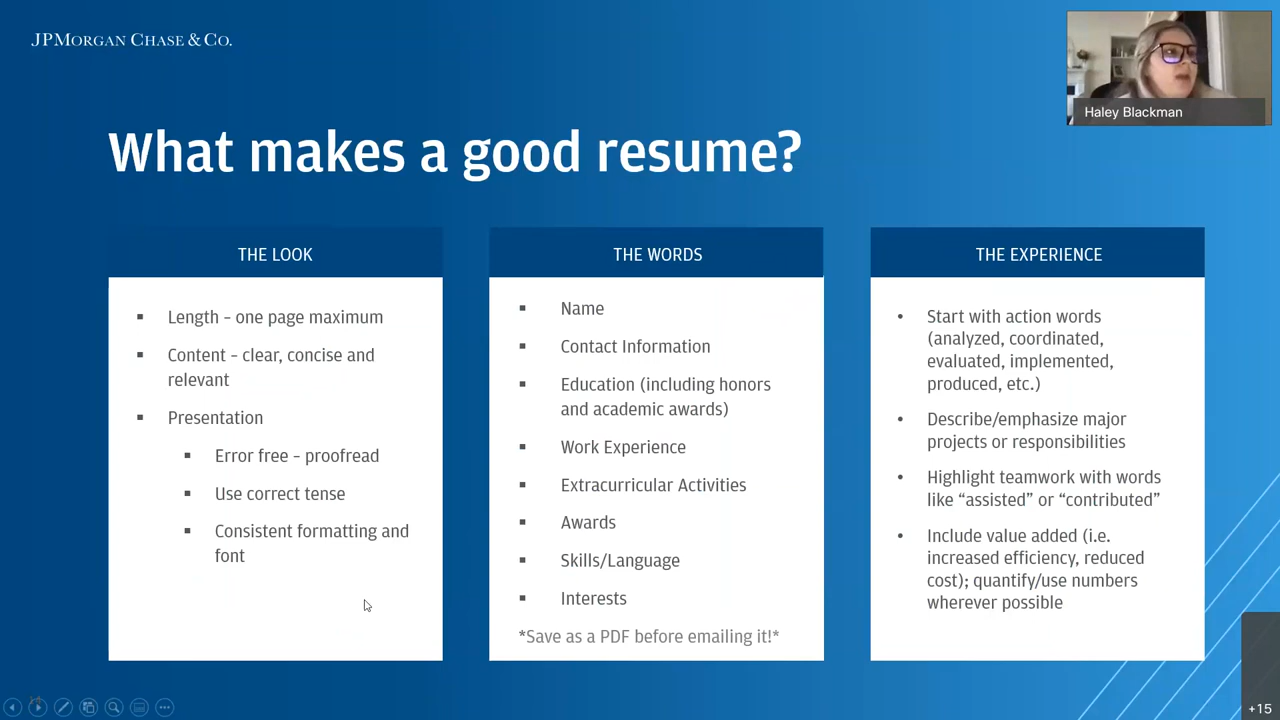 JPMORGAN CHASE & CO.
Haley Blackman
What makes a good resume?
THE LOOK
▪ Length – one page maximum
▪ Content – clear, concise and
relevant
▪ Presentation
▪ Error free – proofread
▪ Use correct tense
▪ Consistent formatting and
font
THE WORDS
▪ Name
▪ Contact Information
▪ Education (including honors
and academic awards)
▪ Work Experience
▪ Extracurricular Activities
▪ Awards
▪ Skills/Language
▪ Interests
*Save as a PDF before emailing it!*
THE EXPERIENCE
• Start with action words
(analyzed, coordinated,
evaluated, implemented,
produced, etc.)
• Describe/emphasize major
projects or responsibilities
• Highlight teamwork with words
like “assisted” or “contributed”
• Include value added (i.e.
increased efficiency, reduced
cost); quantify/use numbers
wherever possible
+15